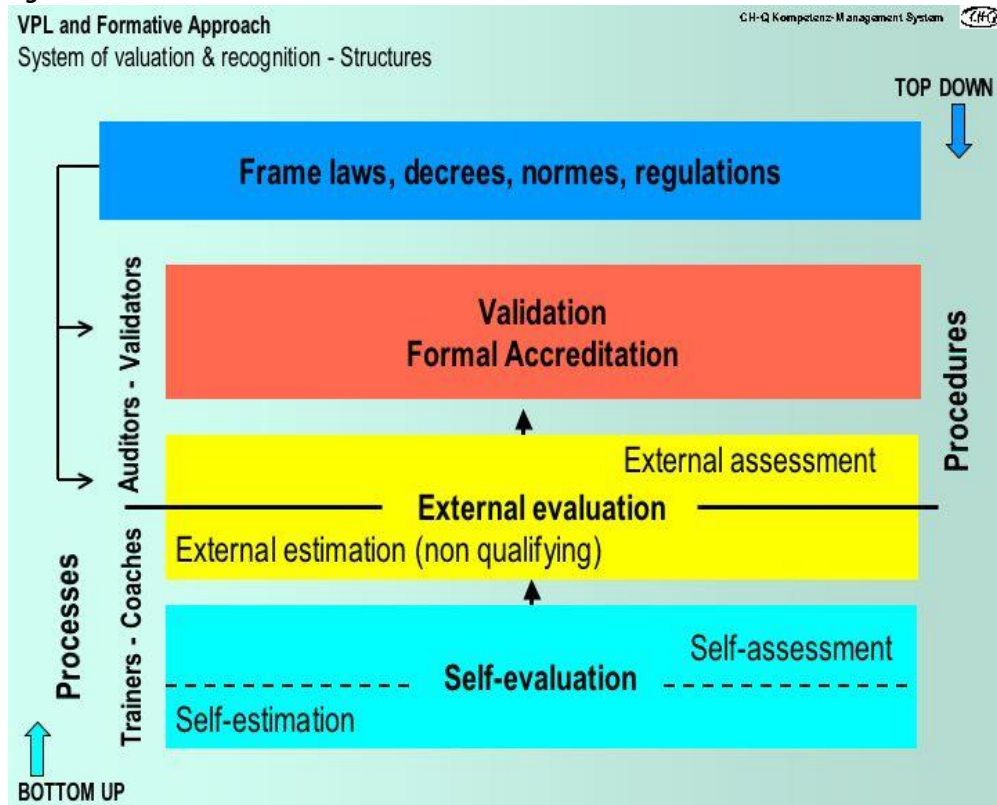 VPL and Formative Approach
CH-Q Kompetenz-Management System
System of valuation & recognition - Structures
TOP DOWN
Frame laws, decrees, normes, regulations
Auditors - Validators
Validation
Formal Accreditation
Procedures
External assessment
External evaluation
External estimation (non qualifying)
Processes
Trainers - Coaches
Self-assessment
Self-evaluation
Self-estimation
BOTTOM UP